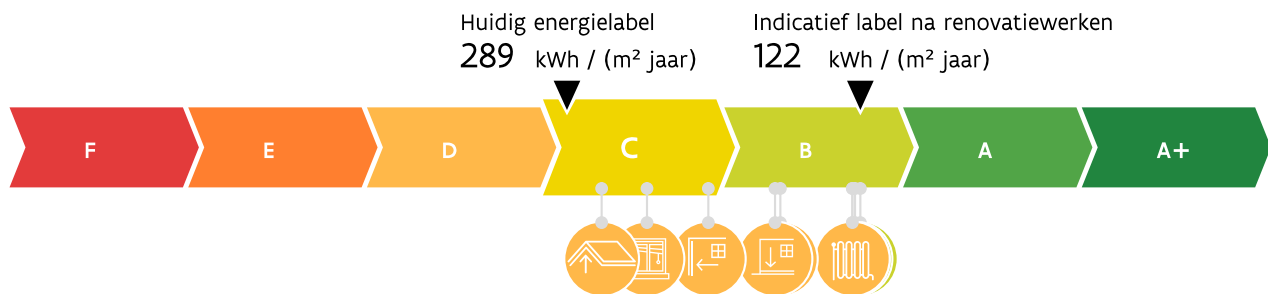 Huidig energielabel
289 kWh / (m² jaar)
Indicatief label na renovatiewerken
122 kWh / (m² jaar)
F E D C B A A+